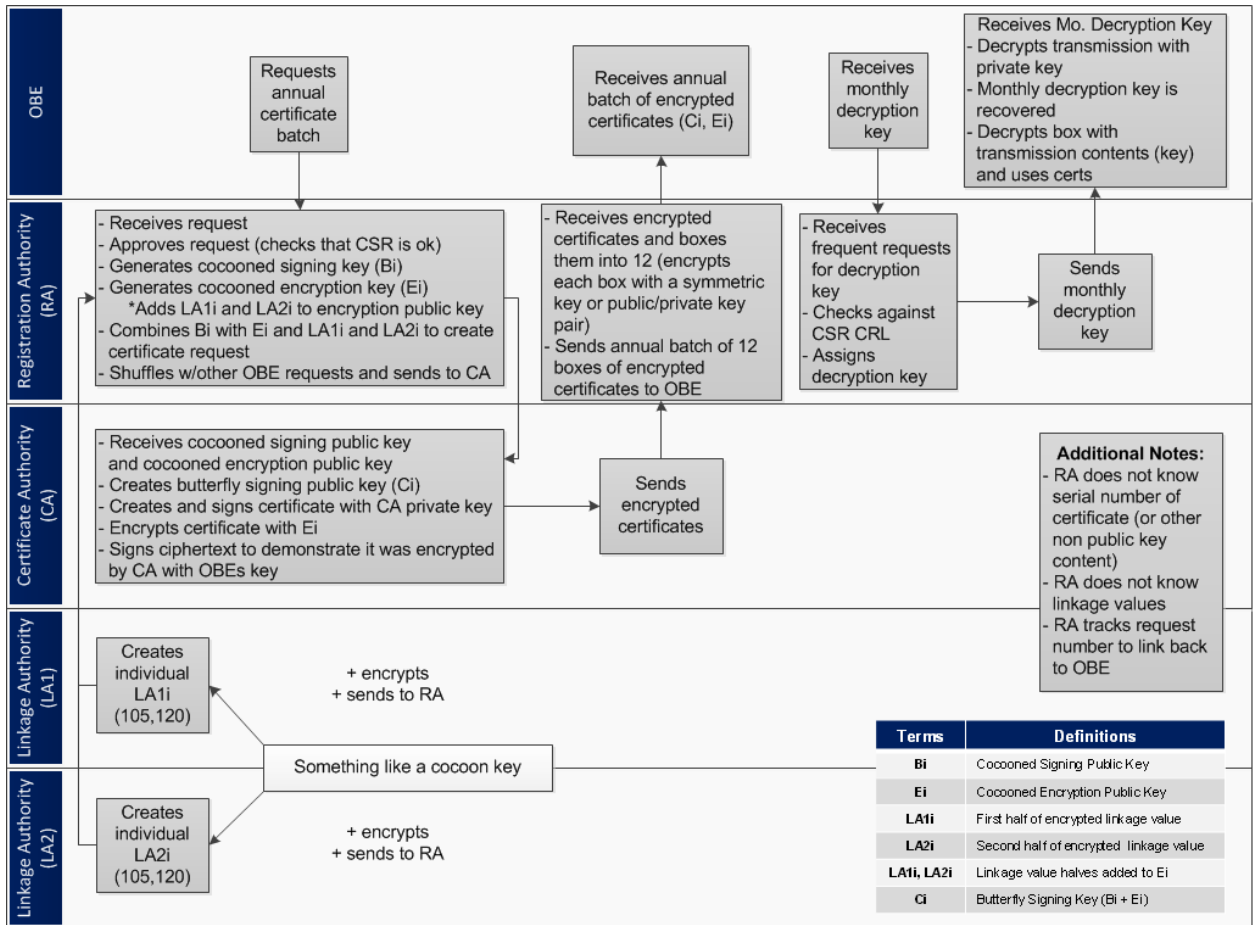 OBE
Requests
annual
certificate
batch
Receives annual
batch of encrypted
certificates (Ci, Ei)
Receives
monthly
decryption
key
Receives Mo. Decryption Key
- Decrypts transmission with
private key
- Monthly decryption key is
recovered
- Decrypts box with
transmission contents (key)
and uses certs
Registration Authority
(RA)
- Receives request
- Approves request (checks that CSR is ok)
- Generates cocooned signing key (Bi)
- Generates cocooned encryption key (Ei)
*Adds LA1i and LA2i to encryption public key
- Combines Bi with Ei and LA1i and LA2i to create
certificate request
- Shuffles w/other OBE requests and sends to CA
- Receives encrypted
certificates and boxes
them into 12 (encrypts
each box with a symmetric
key or public/private key
pair)
- Sends annual batch of 12
boxes of encrypted
certificates to OBE
- Receives
frequent requests
for decryption
key
- Checks against
CSR CRL
- Assigns
decryption key
Sends
monthly
decryption
key
Certificate Authority
(CA)
- Receives cocooned signing public key
and cocooned encryption public key
- Creates butterfly signing public key (Ci)
- Creates and signs certificate with CA private key
- Encrypts certificate with Ei
- Signs ciphertext to demonstrate it was encrypted
by CA with OBEs key
Sends
encrypted
certificates
Additional Notes:
- RA does not know
serial number of
certificate (or other
non public key
content)
- RA does not know
linkage values
- RA tracks request
number to link back
to OBE
Linkage Authority
(LA1)
Creates
individual
LA1i
(105,120)
+ encrypts
+ sends to RA
Something like a cocoon key
Linkage Authority
(LA2)
Creates
individual
LA2i
(105,120)
+ encrypts
+ sends to RA
Terms Definitions
Bi Cocooned Signing Public Key
Ei Cocooned Encryption Public Key
LA1i First half of encrypted linkage value
LA2i Second half of encrypted linkage value
LA1i, LA2i Linkage value halves added to Ei
Ci Butterfly Signing Key (Bi + Ei)